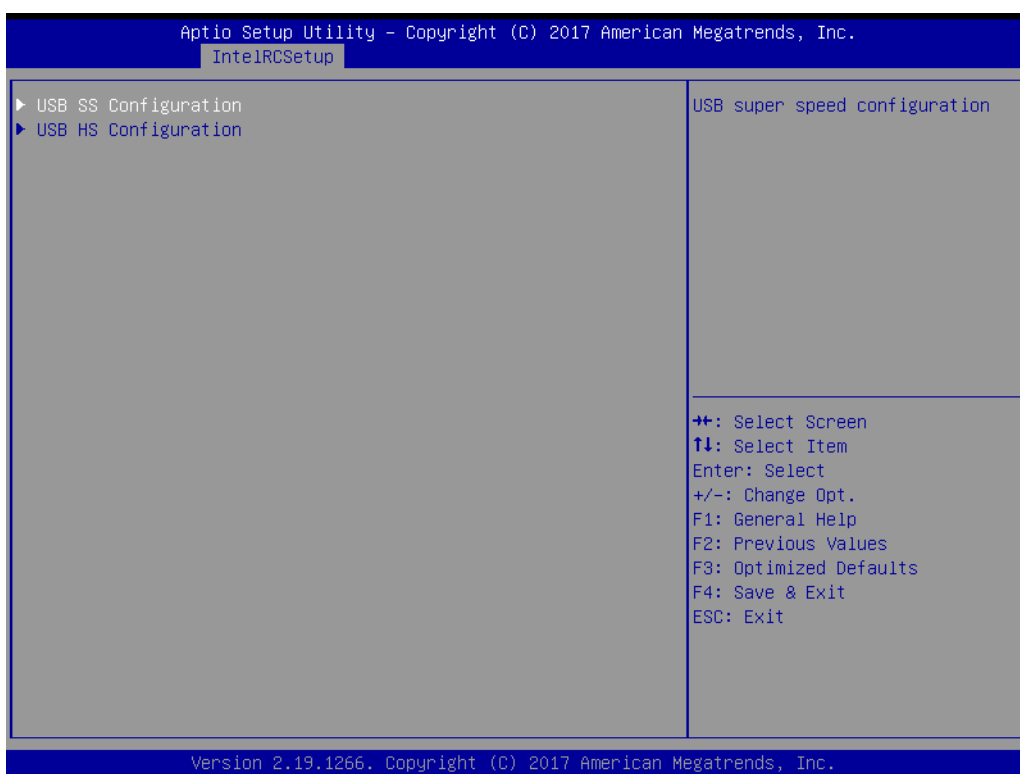 Aptio Setup Utility – Copyright (C) 2017 American Megatrends, Inc.
IntelRCSetup
▶ USB SS Configuration
▶ USB HS Configuration
USB super speed configuration
→←: Select Screen
↑↓: Select Item
Enter: Select
+/-: Change Opt.
F1: General Help
F2: Previous Values
F3: Optimized Defaults
F4: Save & Exit
ESC: Exit
Version 2.19.1266. Copyright (C) 2017 American Megatrends, Inc.